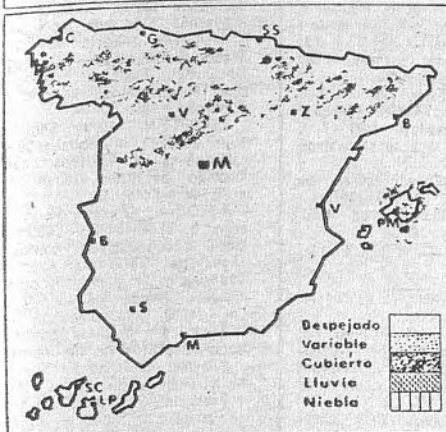 C G SS
V Z B
M
V
PM
B
S
M
SC
LP
Despejado
Variable
Cubierto
Lluvia
Niebla